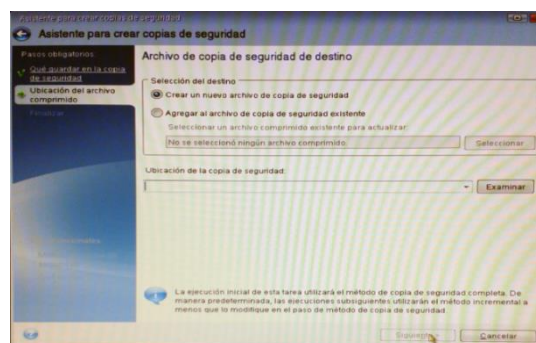 Asistente para crear copias de seguridad
Asistente para crear copias de seguridad
Pasos obligatorios:
Qué guardar en la copia
de seguridad
Ubicación del archivo
comprimido
Finalizar
Archivo de copia de seguridad de destino
Selección del destino
Crear un nuevo archivo de copia de seguridad
Agregar al archivo de copia de seguridad existente
Seleccionar un archivo comprimido existente para actualizar:
No se seleccionó ningún archivo comprimido.
Seleccionar
Ubicación de la copia de seguridad:
Examinar
La ejecución inicial de esta tarea utilizará el método de copia de seguridad completa. De
manera predeterminada, las ejecuciones subsiguientes utilizarán el método incremental a
menos que lo modifique en el paso de método de copia de seguridad
Siguiente >
Cancelar